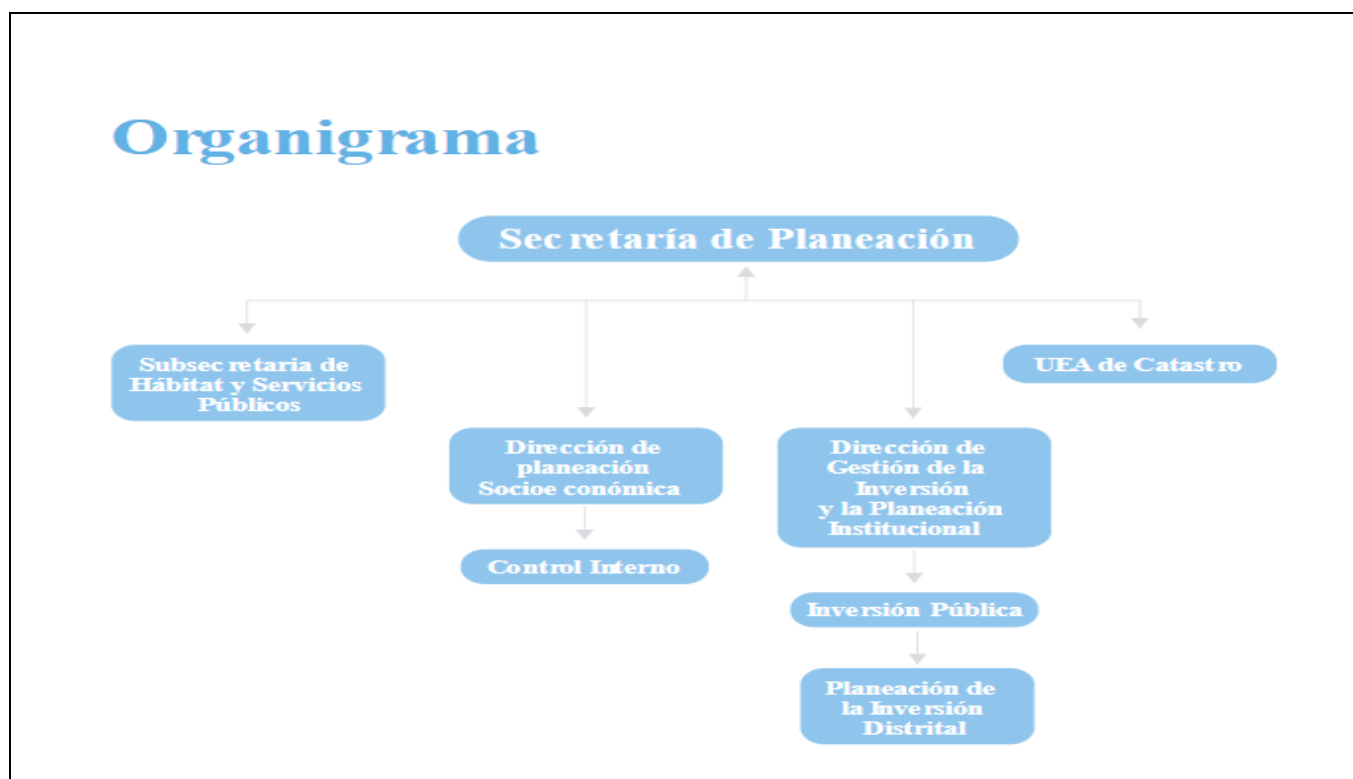 Organigrama
Secretaría de Planeación
Subsecretaria de
Hábitat y Servicios
Públicos
UEA de Catastro
Dirección de
planeación
Socioeconómica
Dirección de
Gestión de la
Inversión
y la Planeación
Institucional
Control Interno
Inversión Pública
Planeación de
la Inversión
Distrital